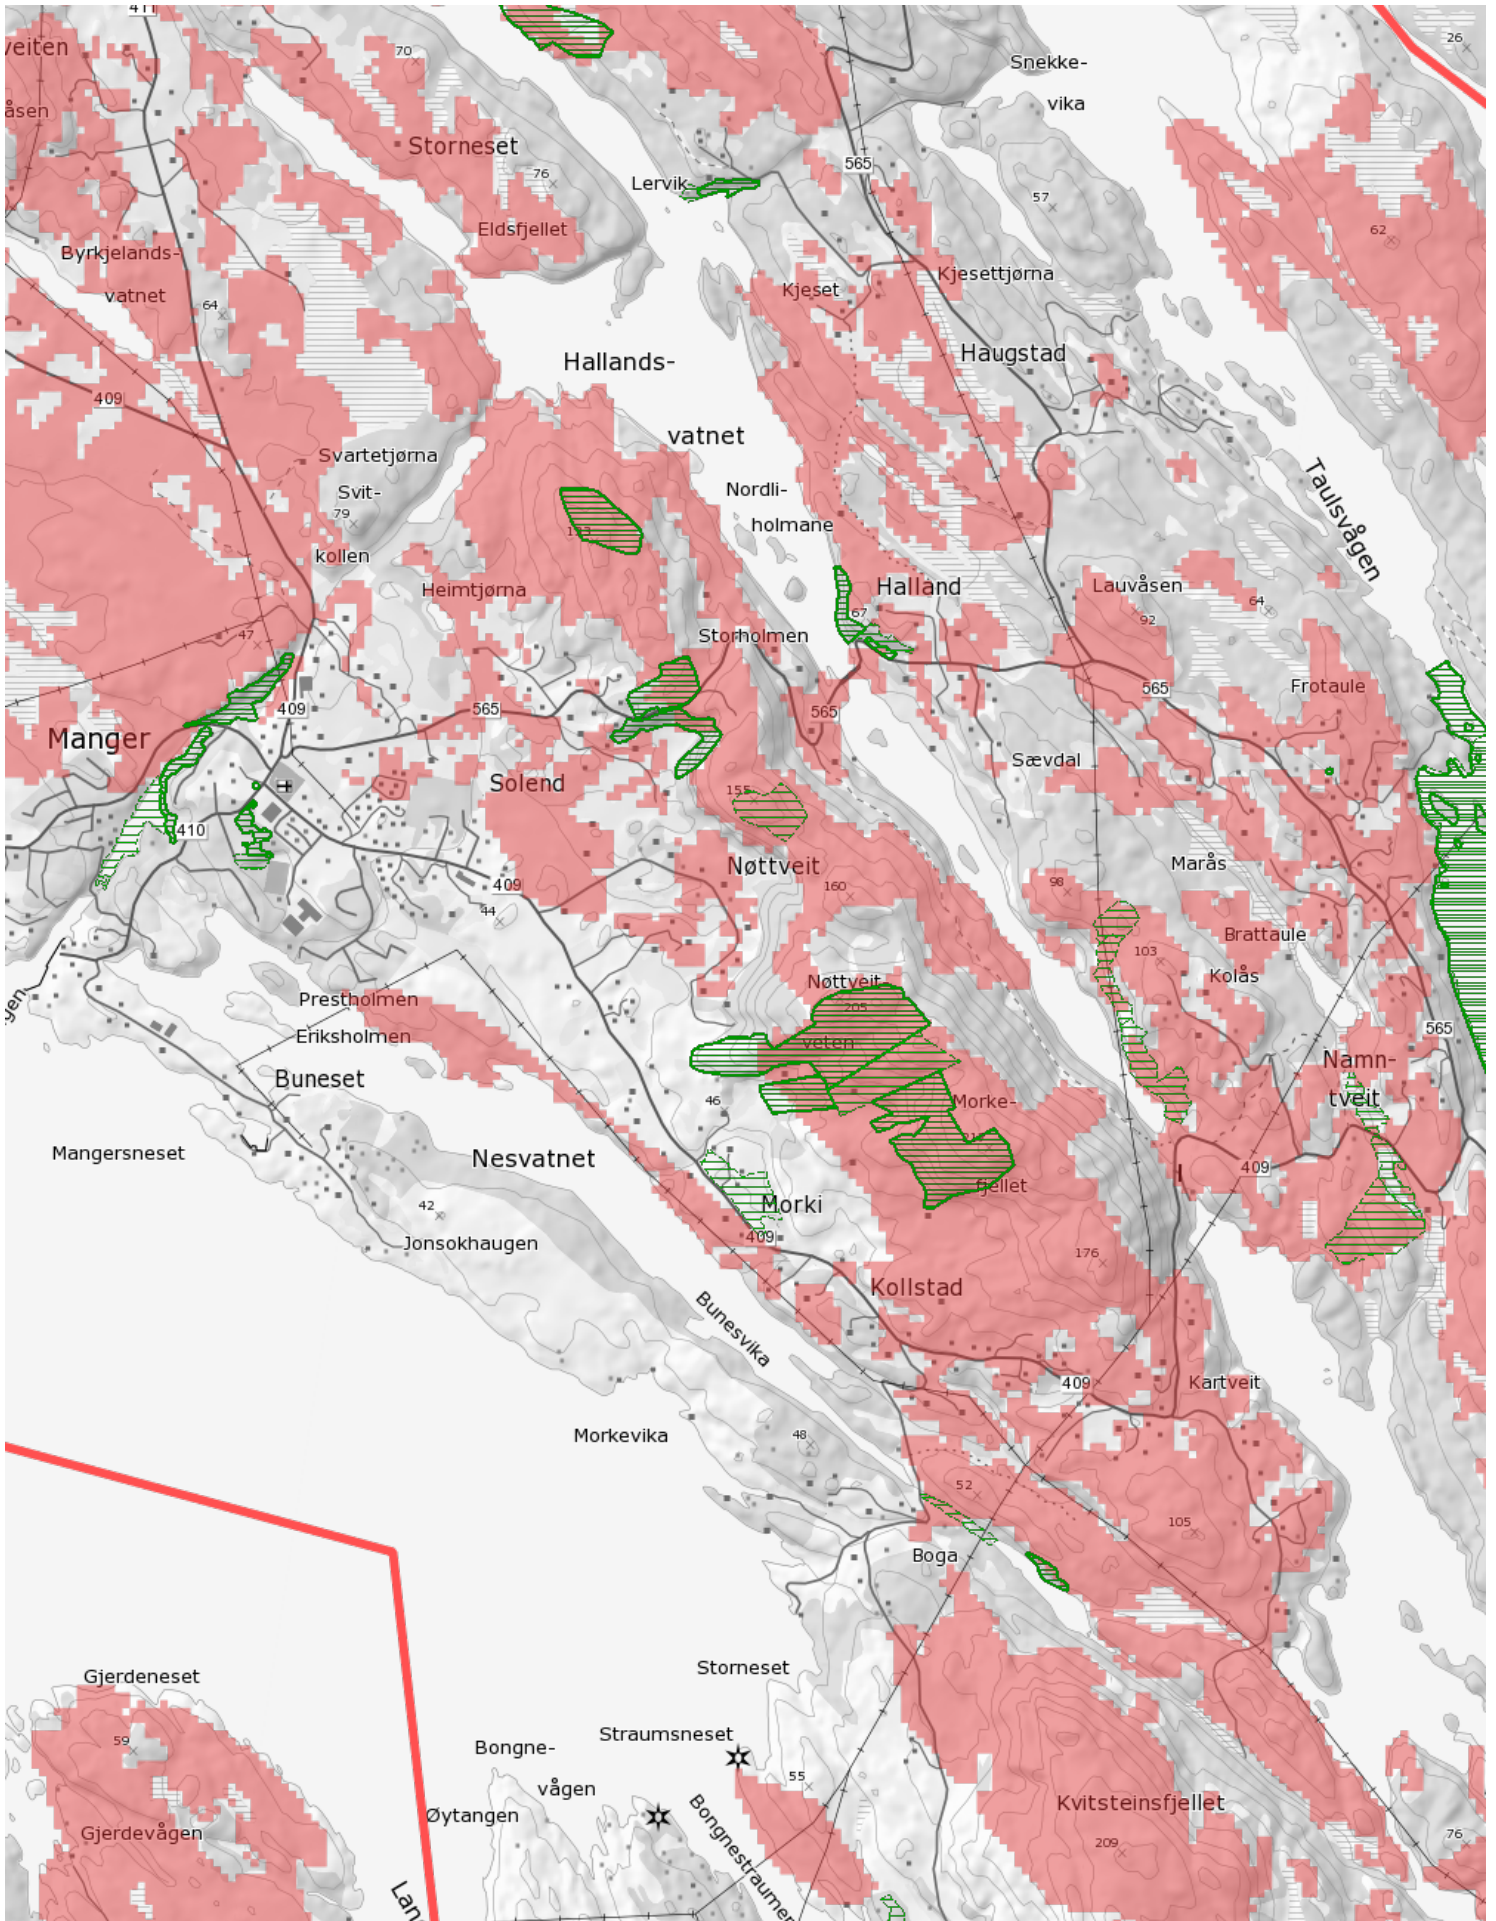 411
veiten
70
26
Snekke-
vika
åsen
Storneset
565
76
Lervik
57
62
Eldsfjellet
Byrkjelands-
vatnet
64
Kjeset
Kjesettjørna
Hallands-
vatnet
Haugstad
409
Svartetjørna
Svit-
79
kollen
Nordli-
holmane
Taulsvågen
Heimtjørna
Halland
67
Lauvåsen
92
64
47
Storholmen
Frotaule
565
409
565
565
Manger
Solend
Sævdal
155
410
Nøttveit
Marås
409
160
98
44
Brattaule
103
Kolås
Nøttveit-
205
veten
Prestholmen
Eriksholmen
gen
565
Namn-
tveit
Buneset
46
Morke-
fjellet
Mangersneset
Nesvatnet
409
42
Morki
409
Jonsokhaugen
176
Kollstad
Bunesvika
409
Kartveit
Morkevika
48
52
105
Boga
Gjerdeneset
Storneset
59
Straumsneset
Bongne-
vågen
55
Øytangen
Kvitsteinsfjellet
Gjerdevågen
209
76
Bongnestraumen
Lan